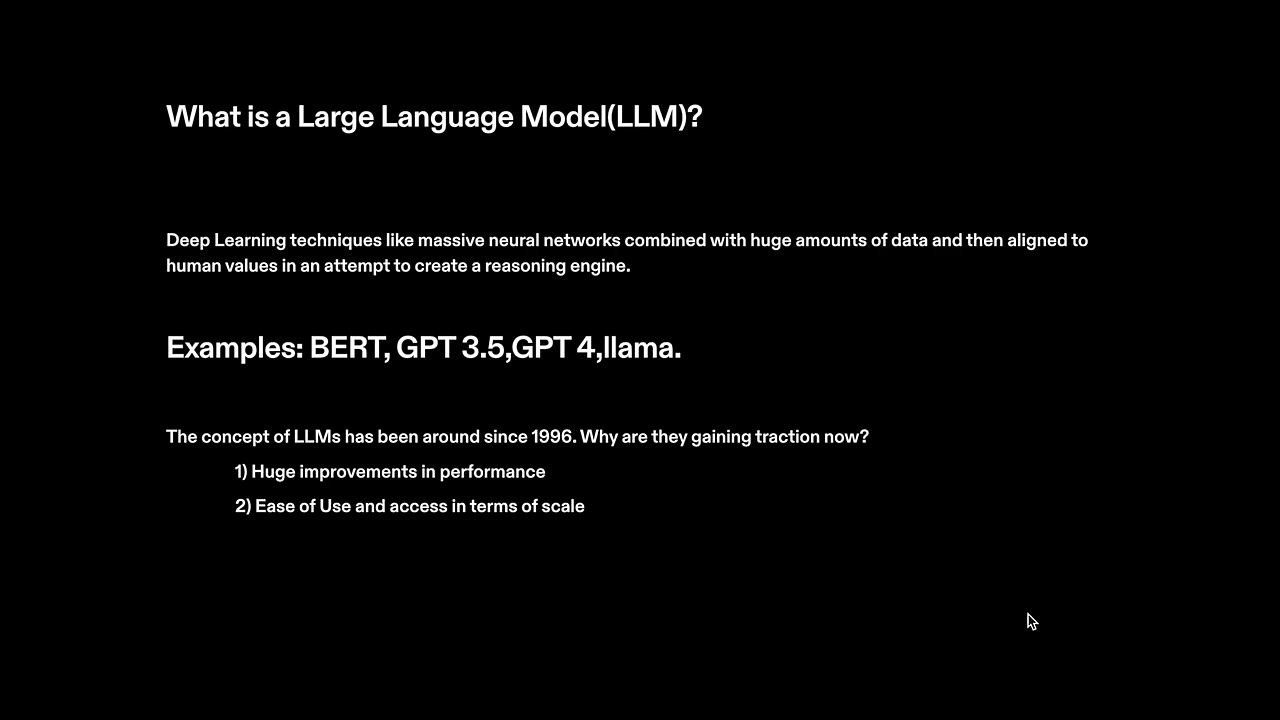 What is a Large Language Model(LLM)?
Deep Learning techniques like massive neural networks combined with huge amounts of data and then aligned to
human values in an attempt to create a reasoning engine.
Examples: BERT, GPT 3.5,GPT 4,llama.
The concept of LLMs has been around since 1996. Why are they gaining traction now?
1) Huge improvements in performance
2) Ease of Use and access in terms of scale